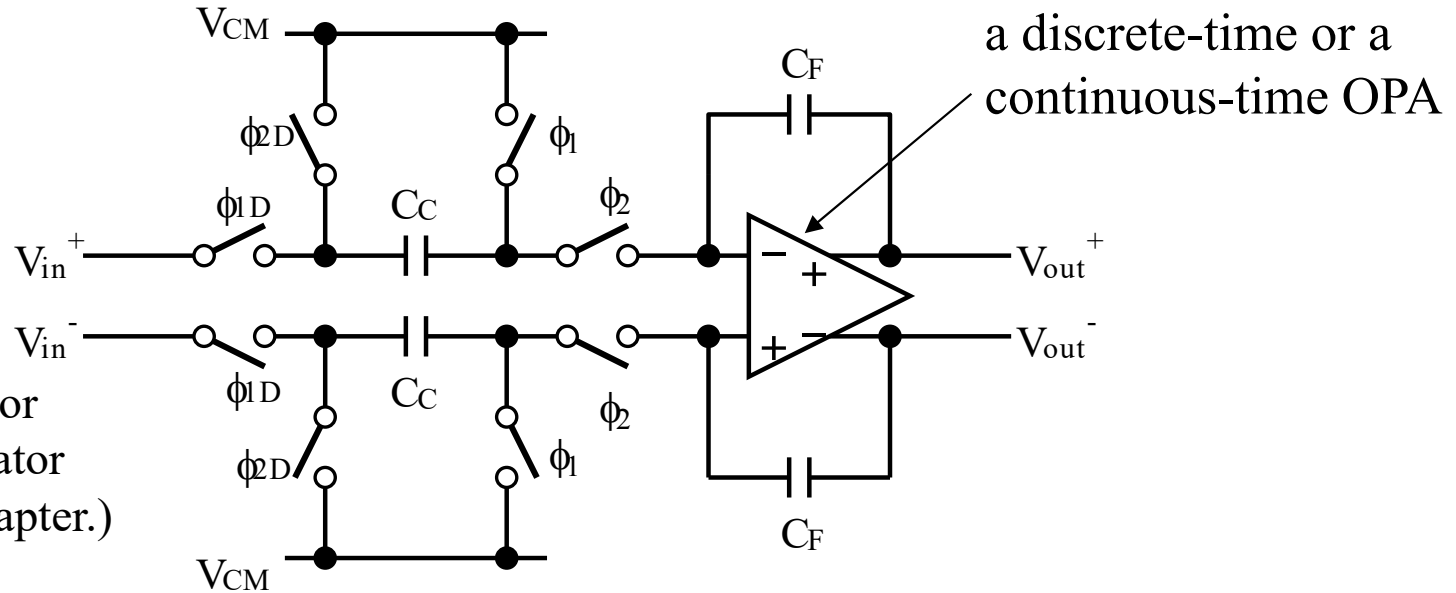 a discrete-time or a
continuous-time OPA
VCM
CF
ϕ2D
ϕ1
ϕ1D
CC
ϕ2
Vin+
− +
Vout+
Vin-
+ −
Vout-
ϕ1D
CC
ϕ2
or
ator
ϕ2D
ϕ1
apter.)
CF
VCM